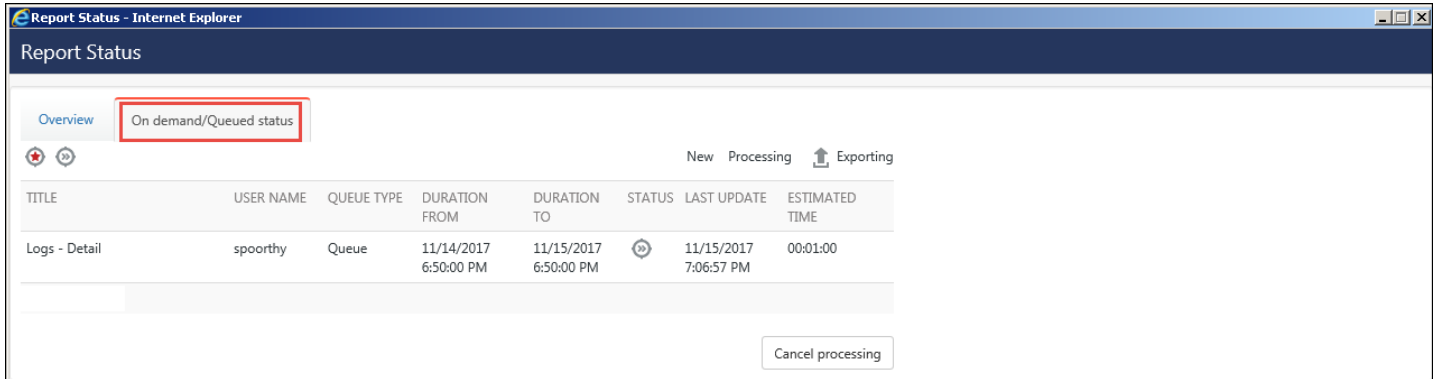 Report Status - Internet Explorer
Report Status
Overview On demand/Queued status
New Processing Exporting
TITLE USER NAME QUEUE TYPE DURATION FROM DURATION TO STATUS LAST UPDATE ESTIMATED TIME
Logs - Detail spoorthy Queue 11/14/2017 6:50:00 PM 11/15/2017 6:50:00 PM 11/15/2017 7:06:57 PM 00:01:00
Cancel processing